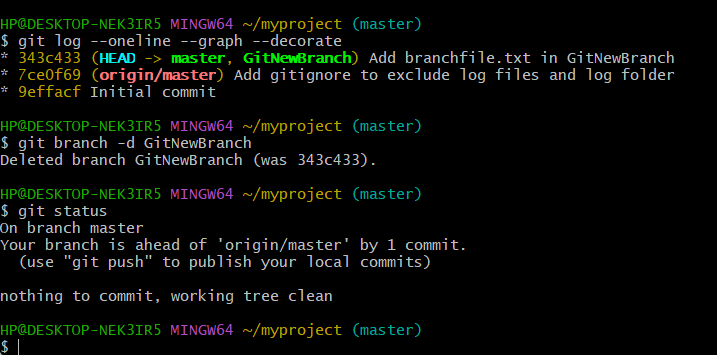 HP@DESKTOP-NEK3IR5 MINGW64 ~/myproject (master)
$ git log --oneline --graph --decorate
* 343c433 (HEAD -> master, GitNewBranch) Add branchfile.txt in GitNewBranch
* 7ce0f69 (origin/master) Add gitignore to exclude log files and log folder
* 9effacf Initial commit
HP@DESKTOP-NEK3IR5 MINGW64 ~/myproject (master)
$ git branch -d GitNewBranch
Deleted branch GitNewBranch (was 343c433).
HP@DESKTOP-NEK3IR5 MINGW64 ~/myproject (master)
$ git status
On branch master
Your branch is ahead of 'origin/master' by 1 commit.
  (use "git push" to publish your local commits)
nothing to commit, working tree clean
HP@DESKTOP-NEK3IR5 MINGW64 ~/myproject (master)
$